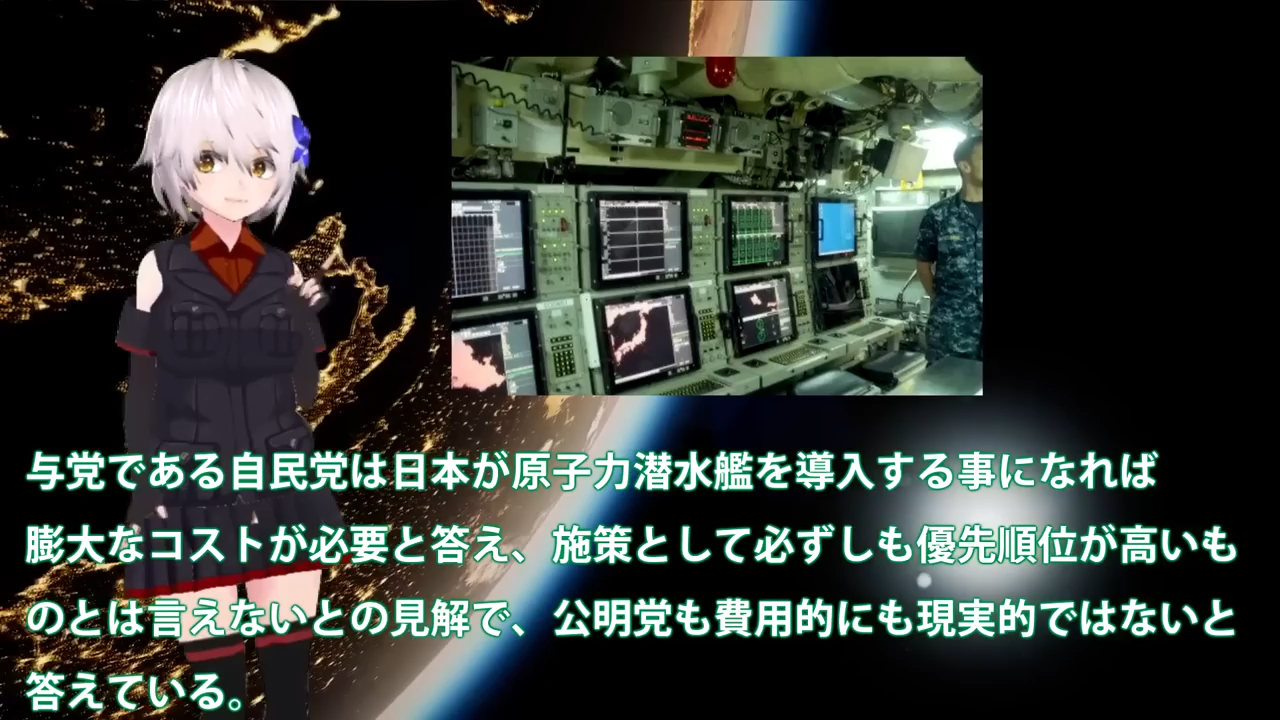 与党である自民党は日本が原子力潜水艦を導入する事になれば
膨大なコストが必要と答え、施策として必ずしも優先順位が高いも
のとは言えないとの見解で、公明党も費用的にも現実的ではないと
答えている。